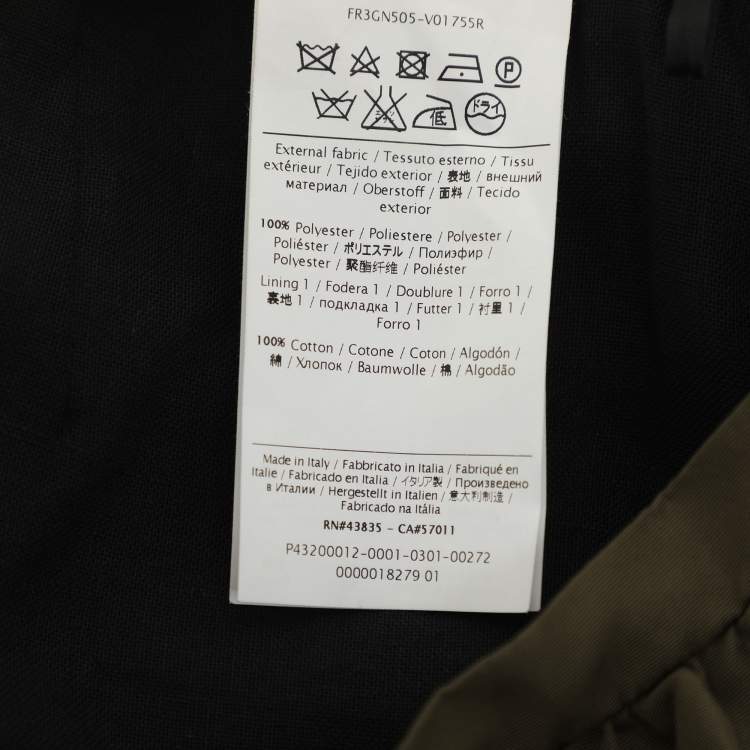 FR3GN505-V01755R
P
低 ドライ
External fabric / Tessuto esterno / Tissu
extérieur / Tejido exterior / 表地 / внешний
материал / Oberstoff / 面料 / Tecido
exterior
100% Polyester / Poliestere / Polyester /
Poliéster / ポリエステル / Полиэфир /
Polyester / 聚酯纤维 / Poliéster
Lining 1 / Fodera 1 / Doublure 1 / Forro 1 /
裏地 1 / подкладка 1 / Futter 1 / 衬里 1 /
Forro 1
100% Cotton / Cotone / Coton / Algodón /
綿 / Хлопок / Baumwolle / 棉 / Algodão
Made in Italy / Fabbricato in Italia / Fabriqué en
Italie / Fabricado en Italia / イタリア製 / Произведено
в Италии / Hergestellt in Italien / 意大利制造 /
Fabricado na Itália
RN#43835 - CA#57011
P43200012-0001-0301-00272
0000018279 01